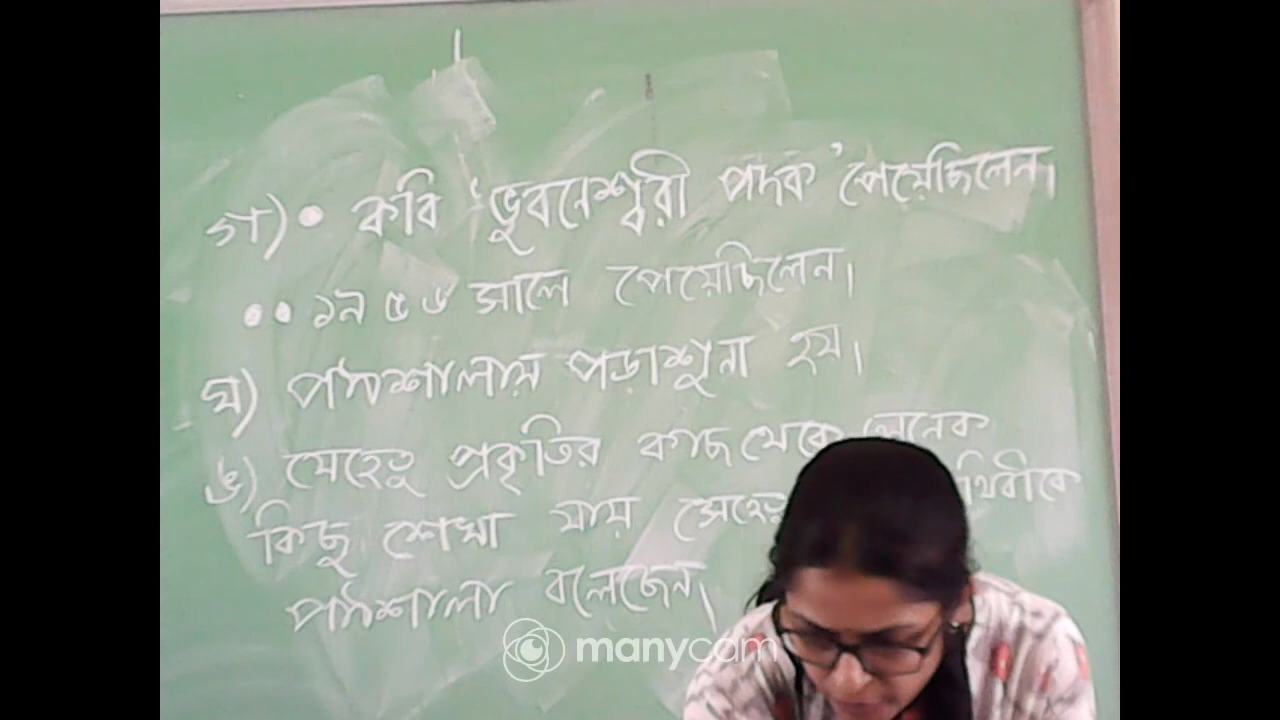 গ) • কবি 'ভুবনেশ্বরী পদক' পেয়েছিলেন।
•• ১৯৫৬ সালে পেয়েছিলেন।
ঘ) পাঠশালায় পড়াশুনা হয়।
ঙ) যেহেতু প্রকৃতির কাছ থেকে অনেক
কিছু শেখা যায় সেহেতু
পাঠশালা বলেছেন।
manycam